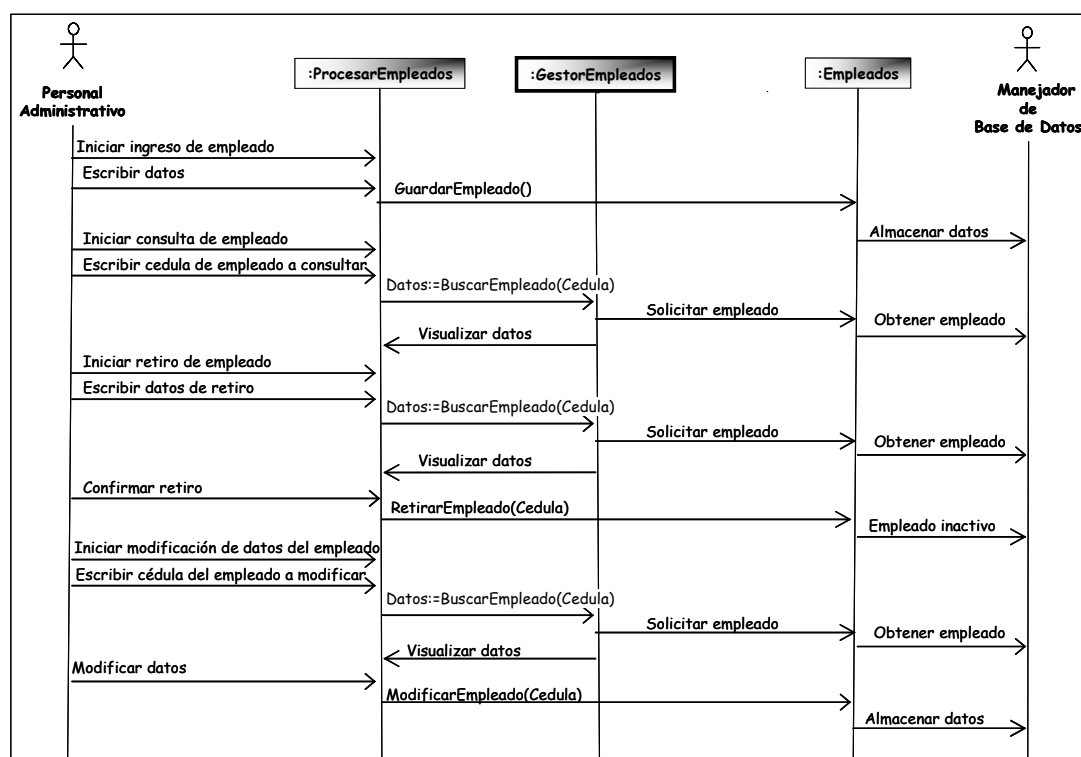 Personal
Administrativo
:ProcesarEmpleados
:GestorEmpleados
:Empleados
Manejador
de
Base de Datos
Iniciar ingreso de empleado
Escribir datos
GuardarEmpleado()
Almacenar datos
Iniciar consulta de empleado
Escribir cedula de empleado a consultar
Datos:=BuscarEmpleado(Cedula)
Solicitar empleado
Obtener empleado
Visualizar datos
Iniciar retiro de empleado
Escribir datos de retiro
Datos:=BuscarEmpleado(Cedula)
Solicitar empleado
Obtener empleado
Visualizar datos
Confirmar retiro
RetirarEmpleado(Cedula)
Empleado inactivo
Iniciar modificación de datos del empleado
Escribir cédula del empleado a modificar
Datos:=BuscarEmpleado(Cedula)
Solicitar empleado
Obtener empleado
Visualizar datos
Modificar datos
ModificarEmpleado(Cedula)
Almacenar datos